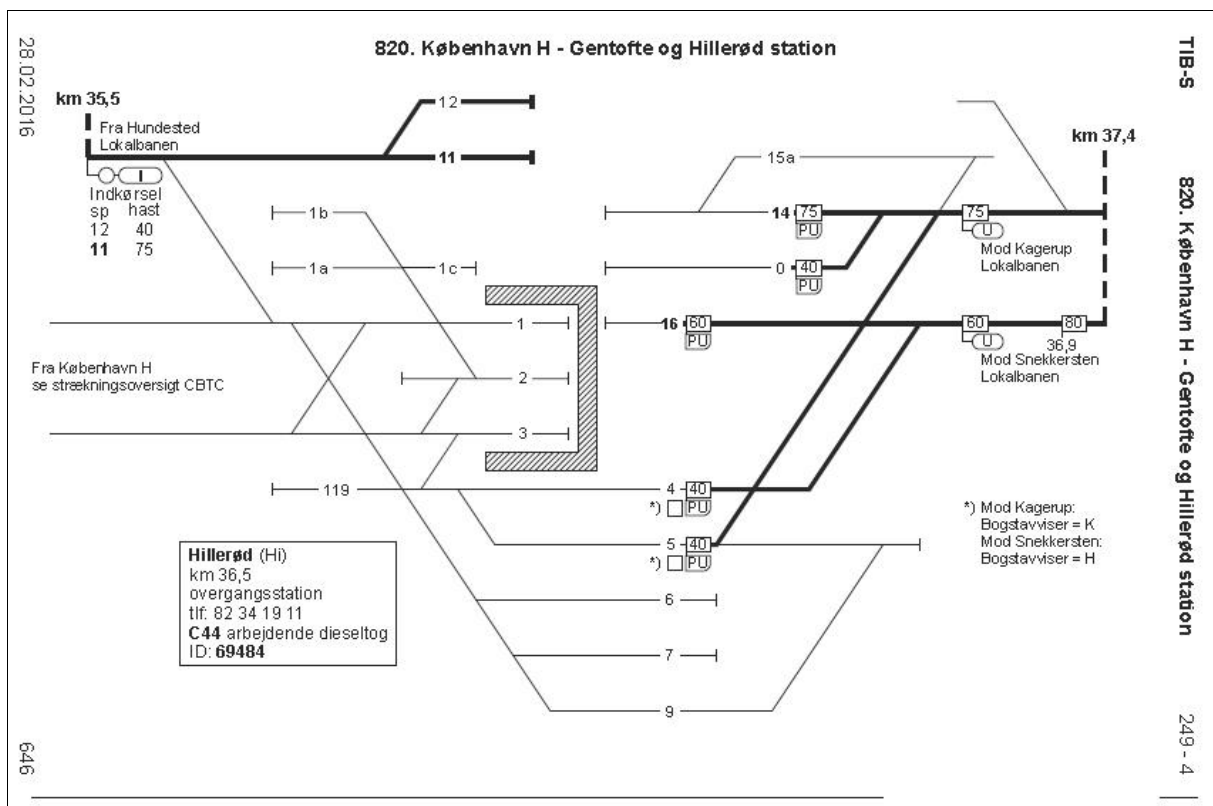 820. København H - Gentofte og Hillerød station
28.02.2016
TIB-S
820. København H - Gentofte og Hillerød station
249 - 4
646
km 35,5
Fra Hundested
Lokalbanen
I
Indkørsel
sp hast
12 40
11 75
12
11
1b
1a
1c
1
2
3
119
Fra København H
se strækningsoversigt CBTC
15a
14 75
PU
0 40
PU
16 60
PU
75
U
Mod Kagerup
Lokalbanen
km 37,4
60
U
80
36,9
Mod Snekkersten
Lokalbanen
4 40
*) PU
5 40
*) PU
6
7
9
*) Mod Kagerup:
Bogstavviser = K
Mod Snekkersten:
Bogstavviser = H
Hillerød (Hi)
km 36,5
overgangsstation
tlf: 82 34 19 11
C44 arbejdende dieseltog
ID: 69484